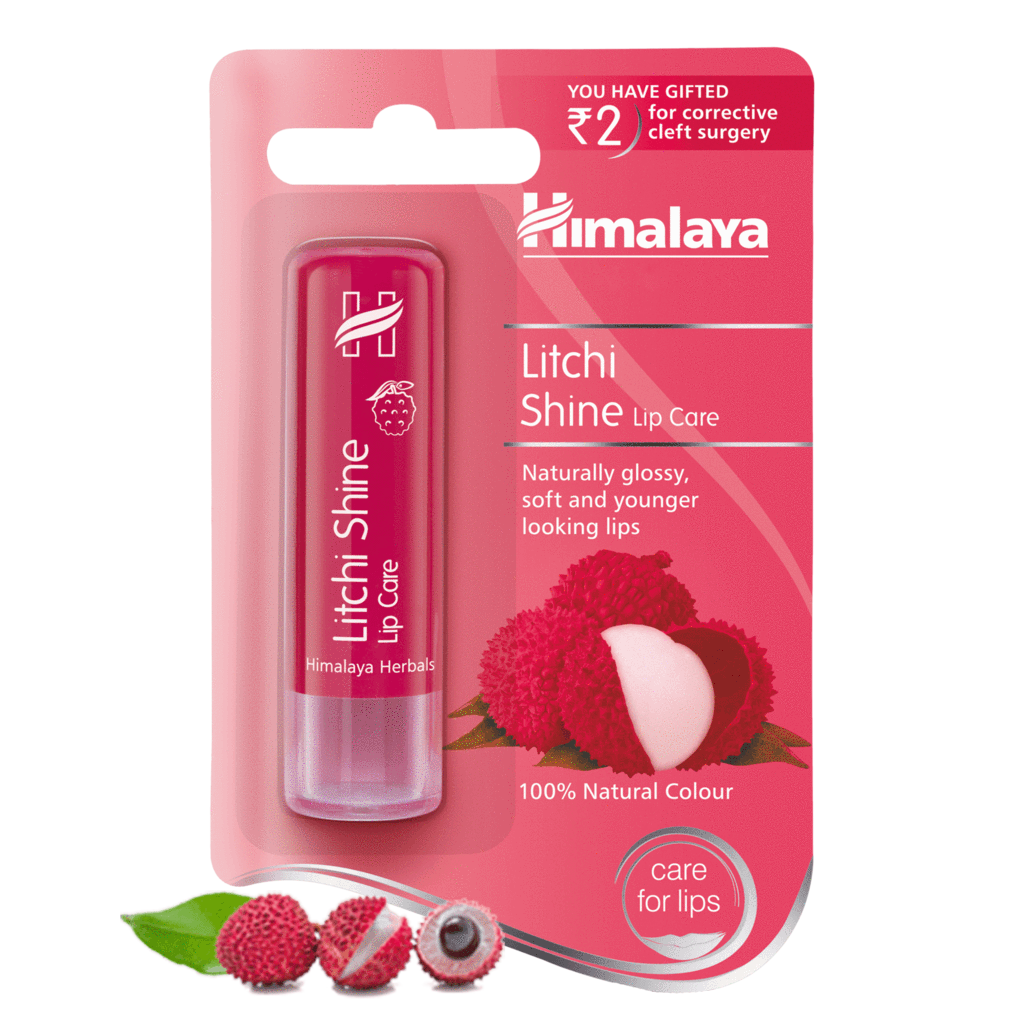 YOU HAVE GIFTED
₹2 for corrective
cleft surgery
Himalaya
Litchi
Shine Lip Care
Naturally glossy,
soft and younger
looking lips
100% Natural Colour
care
for lips
H
Litchi Shine
Lip Care
Himalaya Herbals